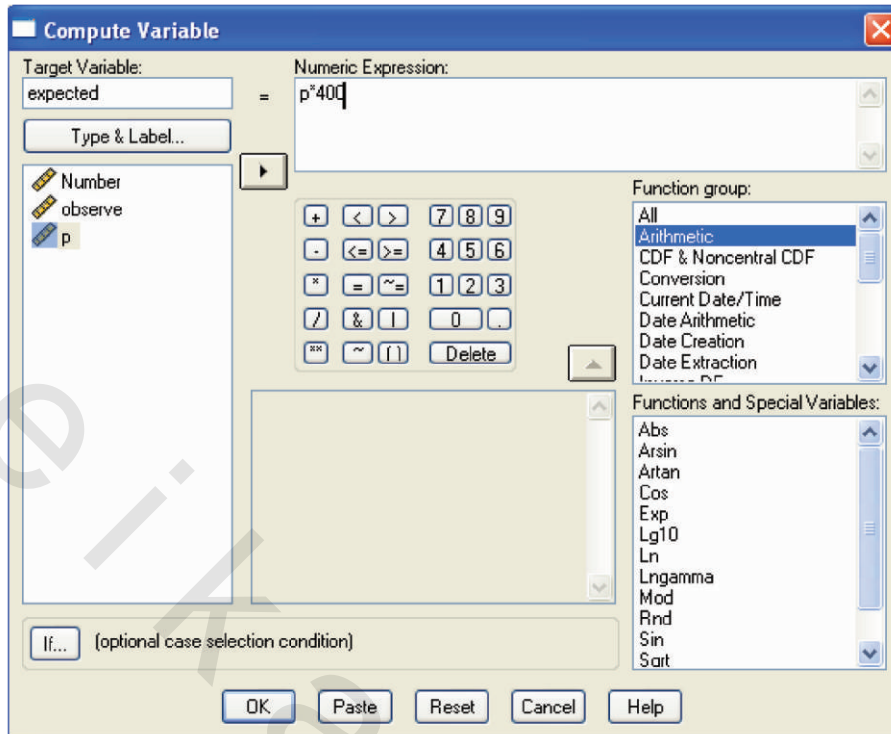 Compute Variable
Target Variable:
expected
=
Numeric Expression:
p*400
Type & Label...
Number
observe
p
+ < > 7 8 9
- <= >= 4 5 6
* = ~= 1 2 3
/ & | 0 .
** ~ ( ) Delete
Function group:
All
Arithmetic
CDF & Noncentral CDF
Conversion
Current Date/Time
Date Arithmetic
Date Creation
Date Extraction
Functions and Special Variables:
Abs
Arsin
Artan
Cos
Exp
Lg10
Ln
Lngamma
Mod
Rnd
Sin
Sqrt
If...
(optional case selection condition)
OK
Paste
Reset
Cancel
Help
e i k a